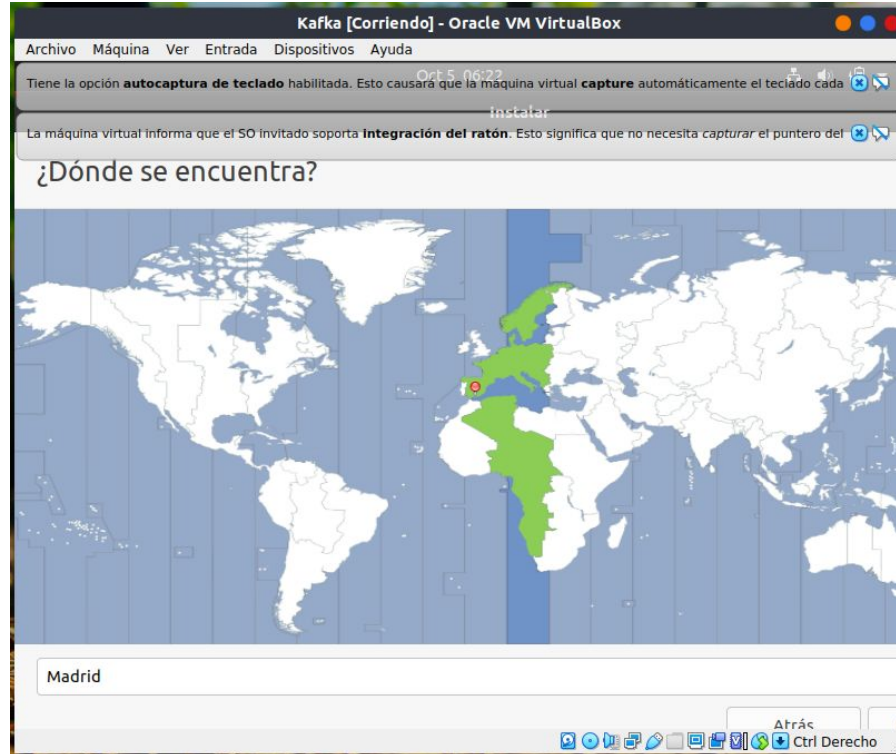 Kafka [Corriendo] - Oracle VM VirtualBox
Archivo Máquina Ver Entrada Dispositivos Ayuda
Oct 5 06:22
Tiene la opción autocaptura de teclado habilitada. Esto causará que la máquina virtual capture automáticamente el teclado cada
Instalar
La máquina virtual informa que el SO invitado soporta integración del ratón. Esto significa que no necesita capturar el puntero del
¿Dónde se encuentra?
Madrid
Atrás
Ctrl Derecho